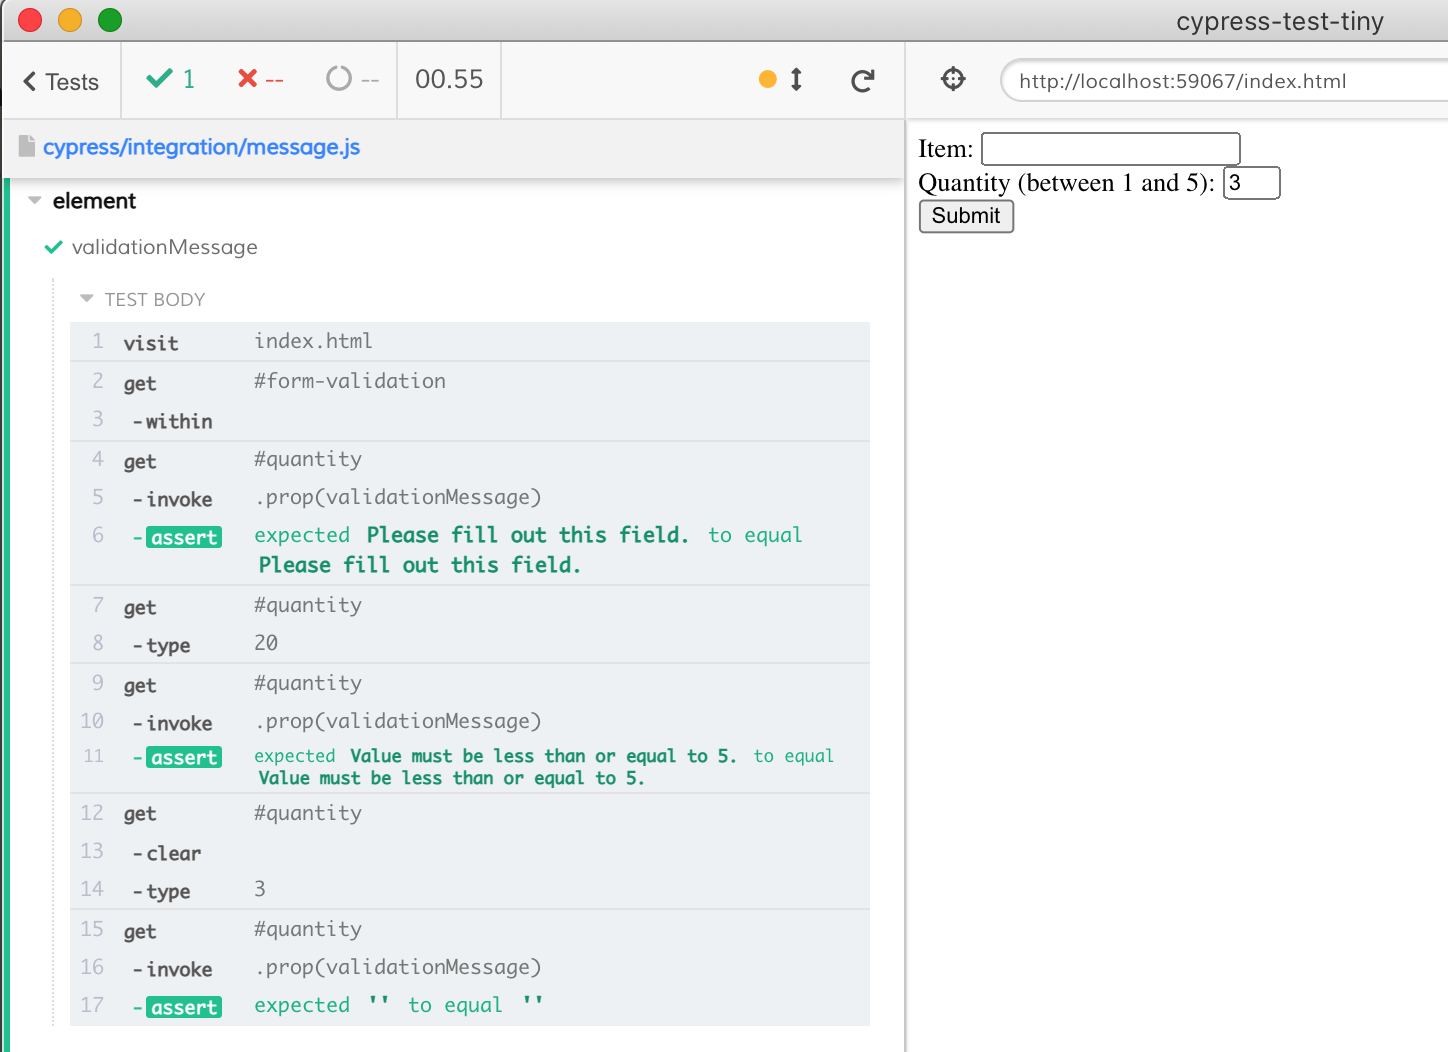 cypress-test-tiny
Tests 1 -- -- 00.55
http://localhost:59067/index.html
cypress/integration/message.js
element
validationMessage
TEST BODY
1 visit index.html
2 get #form-validation
3 -within
4 get #quantity
5 -invoke .prop(validationMessage)
6 -assert expected Please fill out this field. to equal
Please fill out this field.
7 get #quantity
8 -type 20
9 get #quantity
10 -invoke .prop(validationMessage)
11 -assert expected Value must be less than or equal to 5. to equal
Value must be less than or equal to 5.
12 get #quantity
13 -clear
14 -type 3
15 get #quantity
16 -invoke .prop(validationMessage)
17 -assert expected '' to equal ''
Item:
Quantity (between 1 and 5): 3
Submit